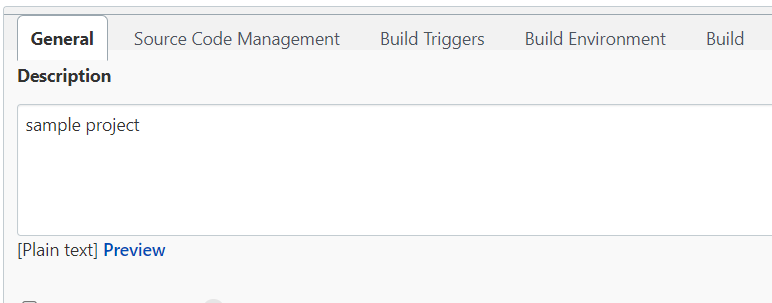 General Source Code Management Build Triggers Build Environment Build
Description
sample project
[Plain text] Preview